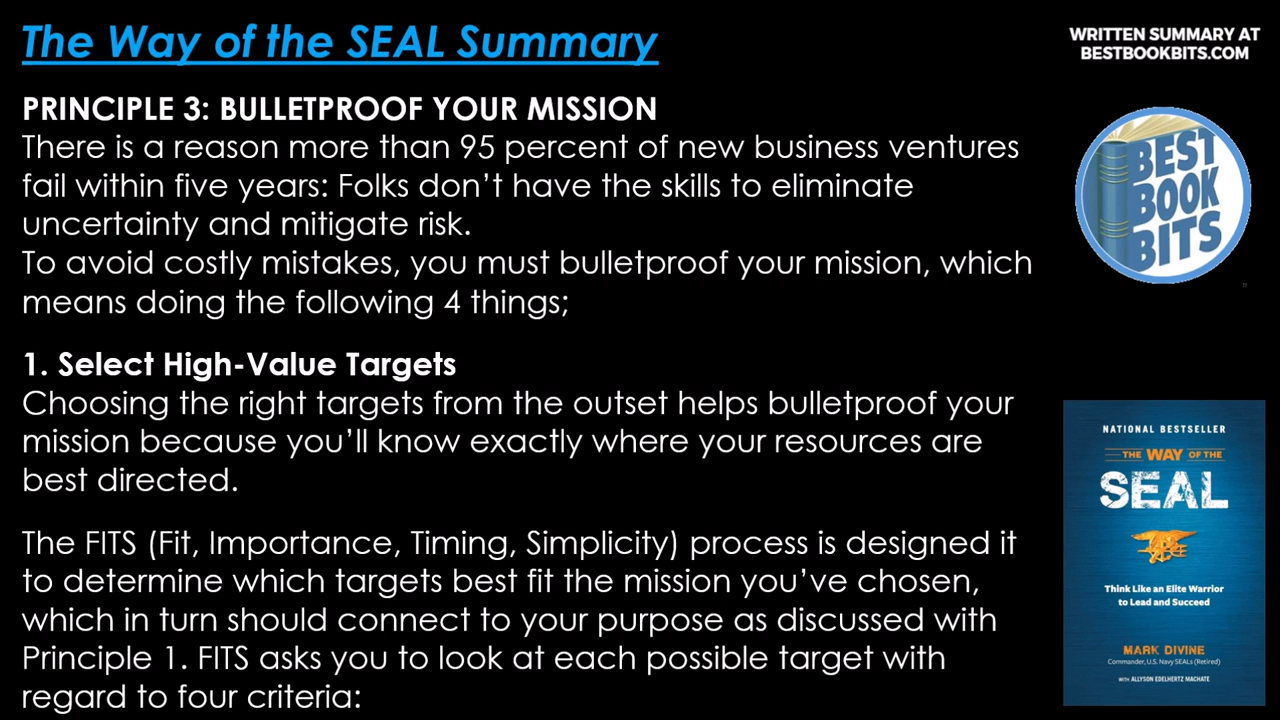 The Way of the SEAL Summary
WRITTEN SUMMARY AT
BESTBOOKBITS.COM
PRINCIPLE 3: BULLETPROOF YOUR MISSION
There is a reason more than 95 percent of new business ventures
fail within five years: Folks don’t have the skills to eliminate
uncertainty and mitigate risk.
To avoid costly mistakes, you must bulletproof your mission, which
means doing the following 4 things;
BEST
BOOK
BITS
1. Select High-Value Targets
Choosing the right targets from the outset helps bulletproof your
mission because you’ll know exactly where your resources are
best directed.
The FITS (Fit, Importance, Timing, Simplicity) process is designed it
to determine which targets best fit the mission you’ve chosen,
which in turn should connect to your purpose as discussed with
Principle 1. FITS asks you to look at each possible target with
regard to four criteria:
NATIONAL BESTSELLER
THE WAY OF THE
SEAL
Think Like an Elite Warrior
to Lead and Succeed
MARK DIVINE
Commander, U.S. Navy SEALs (Retired)
WITH ALLYSON EDELHERTZ MACHATE